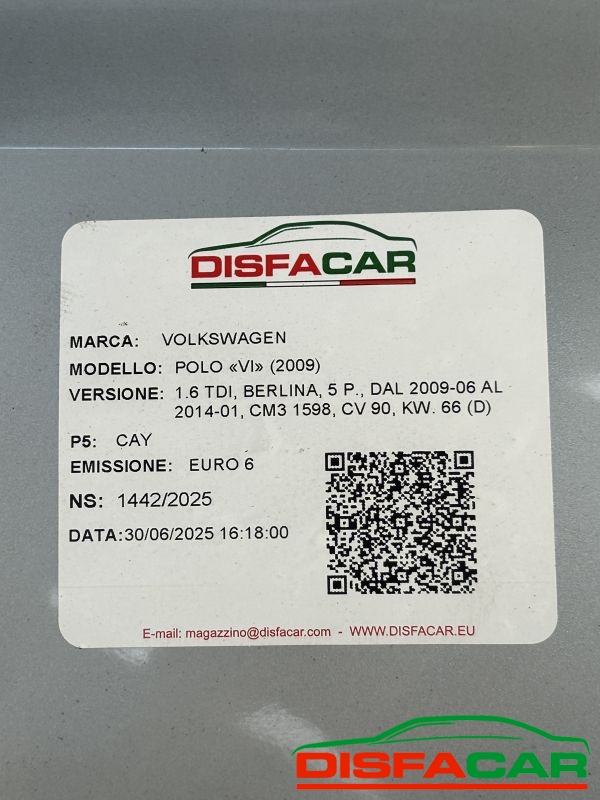 DISFACAR
MARCA: VOLKSWAGEN
MODELLO: POLO «VI» (2009)
VERSIONE: 1.6 TDI, BERLINA, 5 P., DAL 2009-06 AL
2014-01, CM3 1598, CV 90, KW. 66 (D)
P5: CAY
EMISSIONE: EURO 6
NS: 1442/2025
DATA:30/06/2025 16:18:00
E-mail: magazzino@disfacar.com - WWW.DISFACAR.EU
DISFACAR